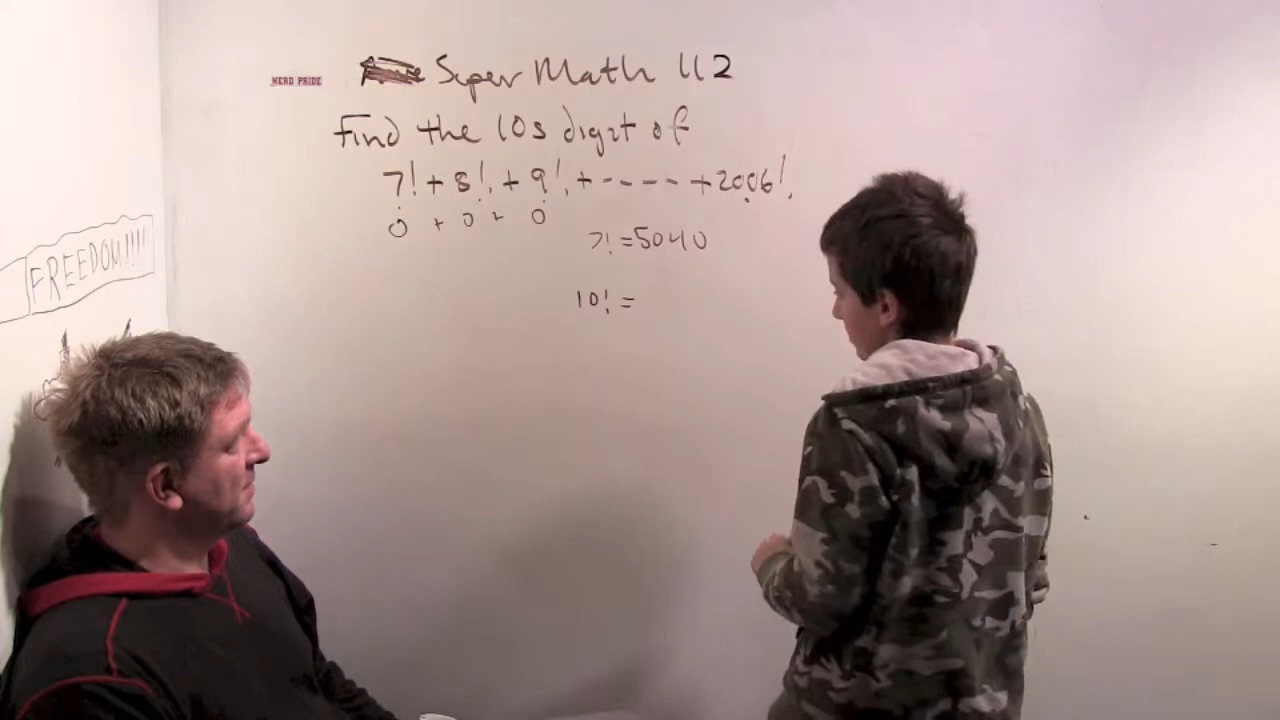 NERD PRIDE
Super Math 112
Find the 10s digit of
7! + 8! + 9! + - - - - - + 2006!
0 + 0 + 0
7! = 5040
10! =
FREEDOM!!!!